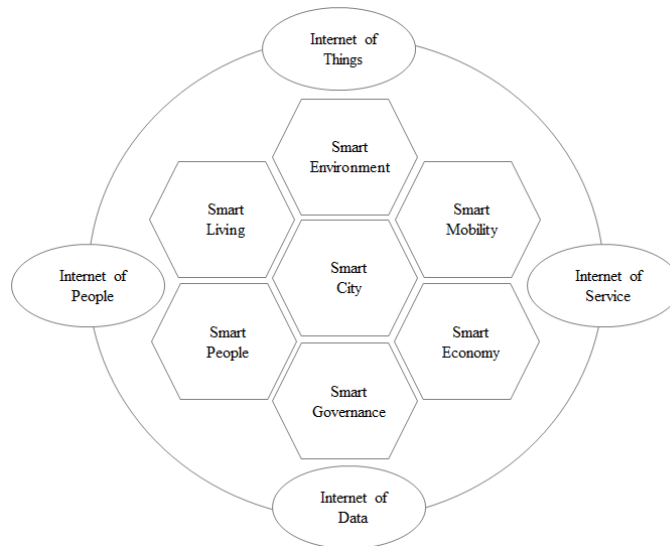 Internet of
Things
Smart
Environment
Smart
Living
Smart
Mobility
Internet of
People
Smart
City
Internet of
Service
Smart
People
Smart
Economy
Smart
Governance
Internet of
Data